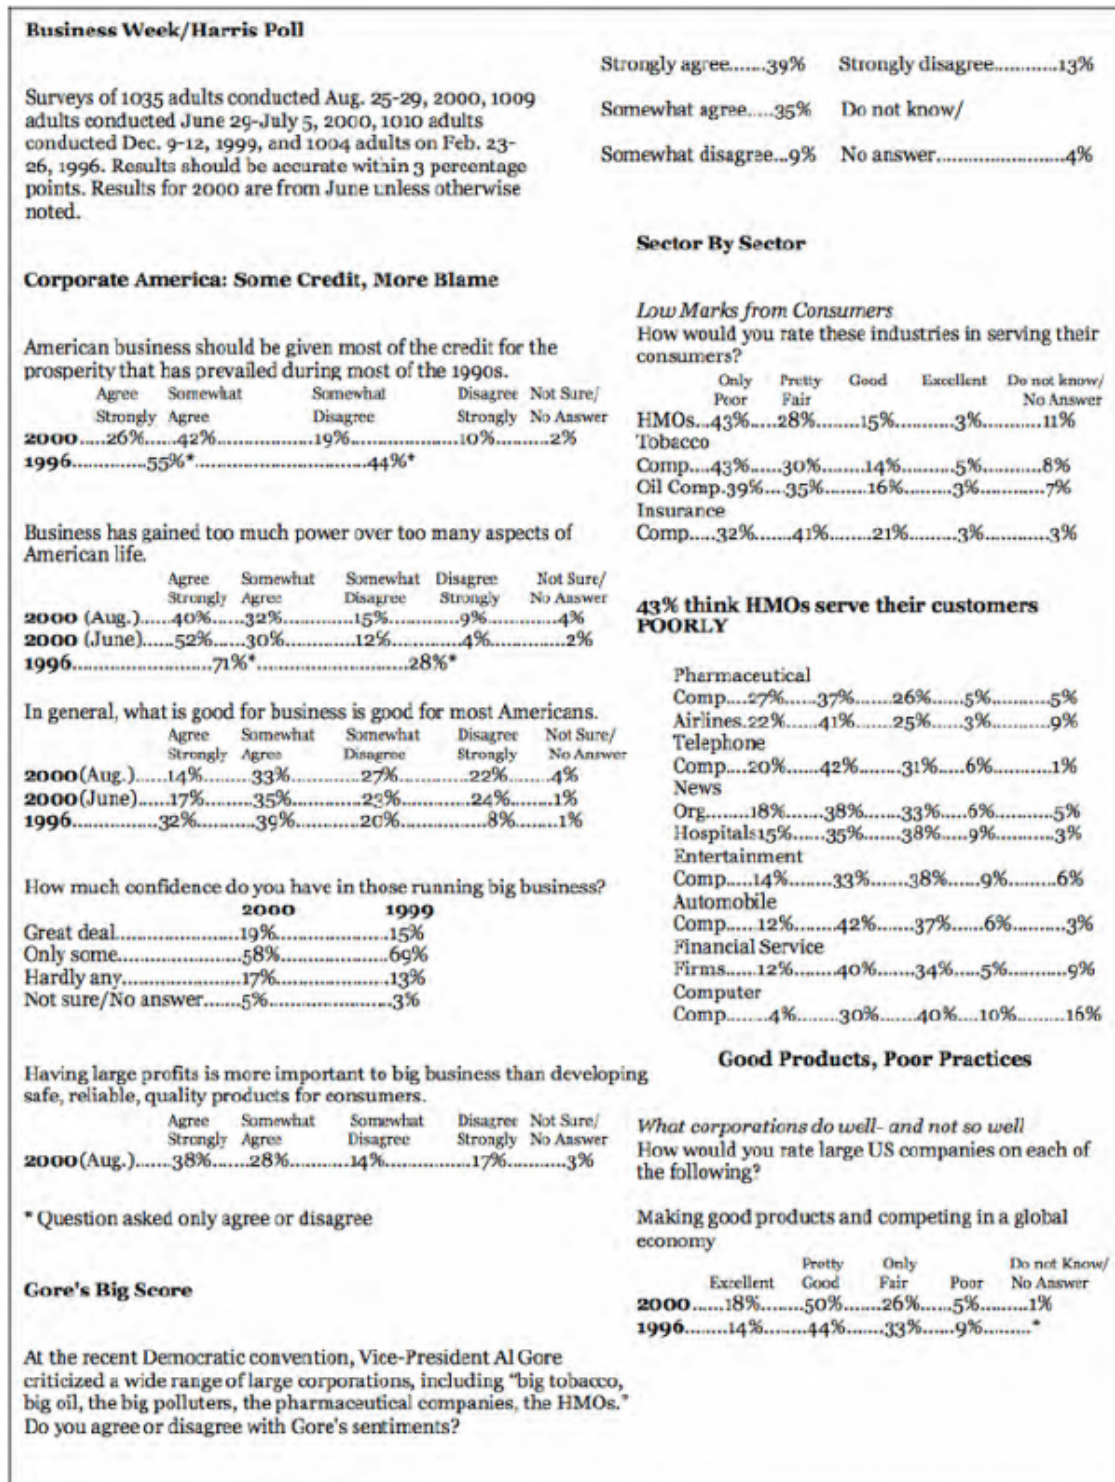 Business Week/Harris Poll
Surveys of 1035 adults conducted Aug. 25-29, 2000, 1009
adults conducted June 29-July 5, 2000, 1010 adults
conducted Dec. 9-12, 1999, and 1004 adults on Feb. 23-
26, 1996. Results should be accurate within 3 percentage
points. Results for 2000 are from June unless otherwise
noted.
Corporate America: Some Credit, More Blame
American business should be given most of the credit for the
prosperity that has prevailed during most of the 1990s.
Agree Somewhat Somewhat Disagree Not Sure/
Strongly Agree Disagree Strongly No Answer
2000.....26%......42%......................19%....................10%.........2%
1996...............55%*...........................44%*
Business has gained too much power over too many aspects of
American life.
Agree Somewhat Somewhat Disagree Not Sure/
Strongly Agree Disagree Strongly No Answer
2000 (Aug.)......40%......32%............15%............9%............4%
2000 (June)......52%......30%............12%............4%............2%
1996.......................71%*.........................28%*
In general, what is good for business is good for most Americans.
Agree Somewhat Somewhat Disagree Not Sure/
Strongly Agree Disagree Strongly No Answer
2000(Aug.)......14%.........33%............27%...........22%.......4%
2000(June)......17%.........35%............23%............24%.......1%
1996..............32%.........39%............20%............8%........1%
How much confidence do you have in those running big business?
2000 1999
Great deal......................19%....................15%
Only some......................58%...................69%
Hardly any......................17%....................13%
Not sure/No answer.......5%.......................3%
Having large profits is more important to big business than developing
safe, reliable, quality products for consumers.
Agree Somewhat Somewhat Disagree Not Sure/
Strongly Agree Disagree Strongly No Answer
2000(Aug.).......38%.......28%............14%..............17%...........3%
* Question asked only agree or disagree
Gore's Big Score
At the recent Democratic convention, Vice-President Al Gore
criticized a wide range of large corporations, including "big tobacco,
big oil, the big polluters, the pharmaceutical companies, the HMOs."
Do you agree or disagree with Gore's sentiments?
Strongly agree.......39% Strongly disagree............13%
Somewhat agree.....35% Do not know/
Somewhat disagree...9% No answer.........................4%
Sector By Sector
Low Marks from Consumers
How would you rate these industries in serving their
consumers?
Only Pretty Good Excellent Do not know/
Poor Fair No Answer
HMOs...43%.....28%........15%..........3%...........11%
Tobacco
Comp....43%......30%........14%.........5%...........8%
Oil Comp.39%....35%........16%.........3%............7%
Insurance
Comp.....32%.......41%........21%.........3%............3%
43% think HMOs serve their customers
POORLY
Pharmaceutical
Comp....27%......37%.......26%.....5%...........5%
Airlines.22%......41%.......25%.....3%..........9%
Telephone
Comp....20%.......42%........31%...6%..........1%
News
Org........18%.......38%.......33%.....6%...........5%
Hospitals15%......35%.......38%.....9%...........3%
Entertainment
Comp.....14%........33%.......38%.....9%........6%
Automobile
Comp.....12%........42%........37%......6%.........3%
Financial Service
Firms......12%........40%........34%.....5%...........9%
Computer
Comp.......4%........30%.......40%....10%.........16%
Good Products, Poor Practices
What corporations do well- and not so well
How would you rate large US companies on each of
the following?
Making good products and competing in a global
economy
Pretty Only Do not Know/
Excellent Good Fair Poor No Answer
2000......18%........50%........26%......5%.........1%
1996.........14%........44%........33%.......9%..........*